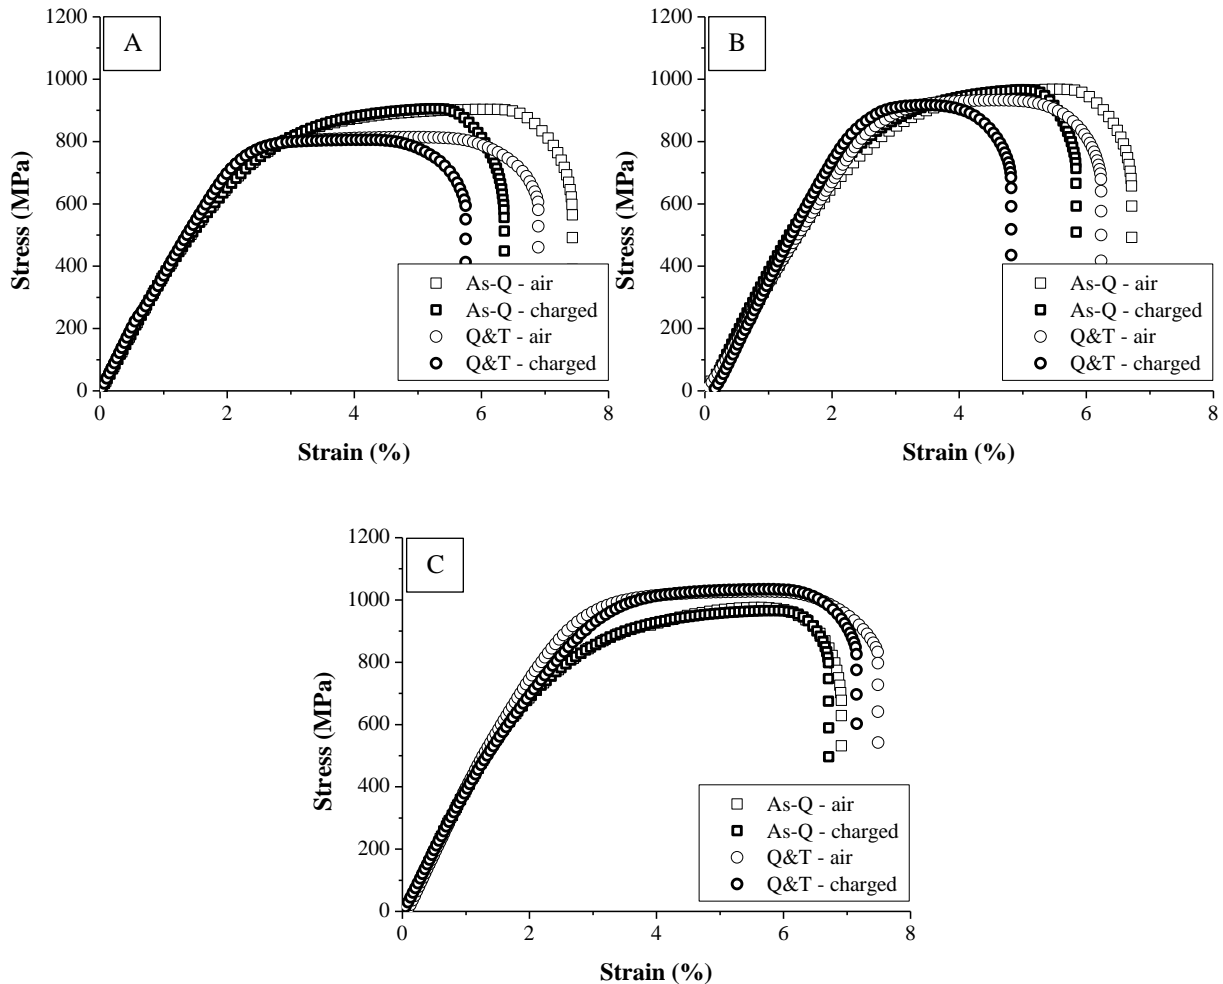 A
1200
1000
800
600
400
200
0
Stress (MPa)
0 2 4 6 8
Strain (%)
As-Q - air
As-Q - charged
Q&T - air
Q&T - charged
B
1200
1000
800
600
400
200
0
Stress (MPa)
0 2 4 6 8
Strain (%)
As-Q - air
As-Q - charged
Q&T - air
Q&T - charged
C
1200
1000
800
600
400
200
0
Stress (MPa)
0 2 4 6 8
Strain (%)
As-Q - air
As-Q - charged
Q&T - air
Q&T - charged